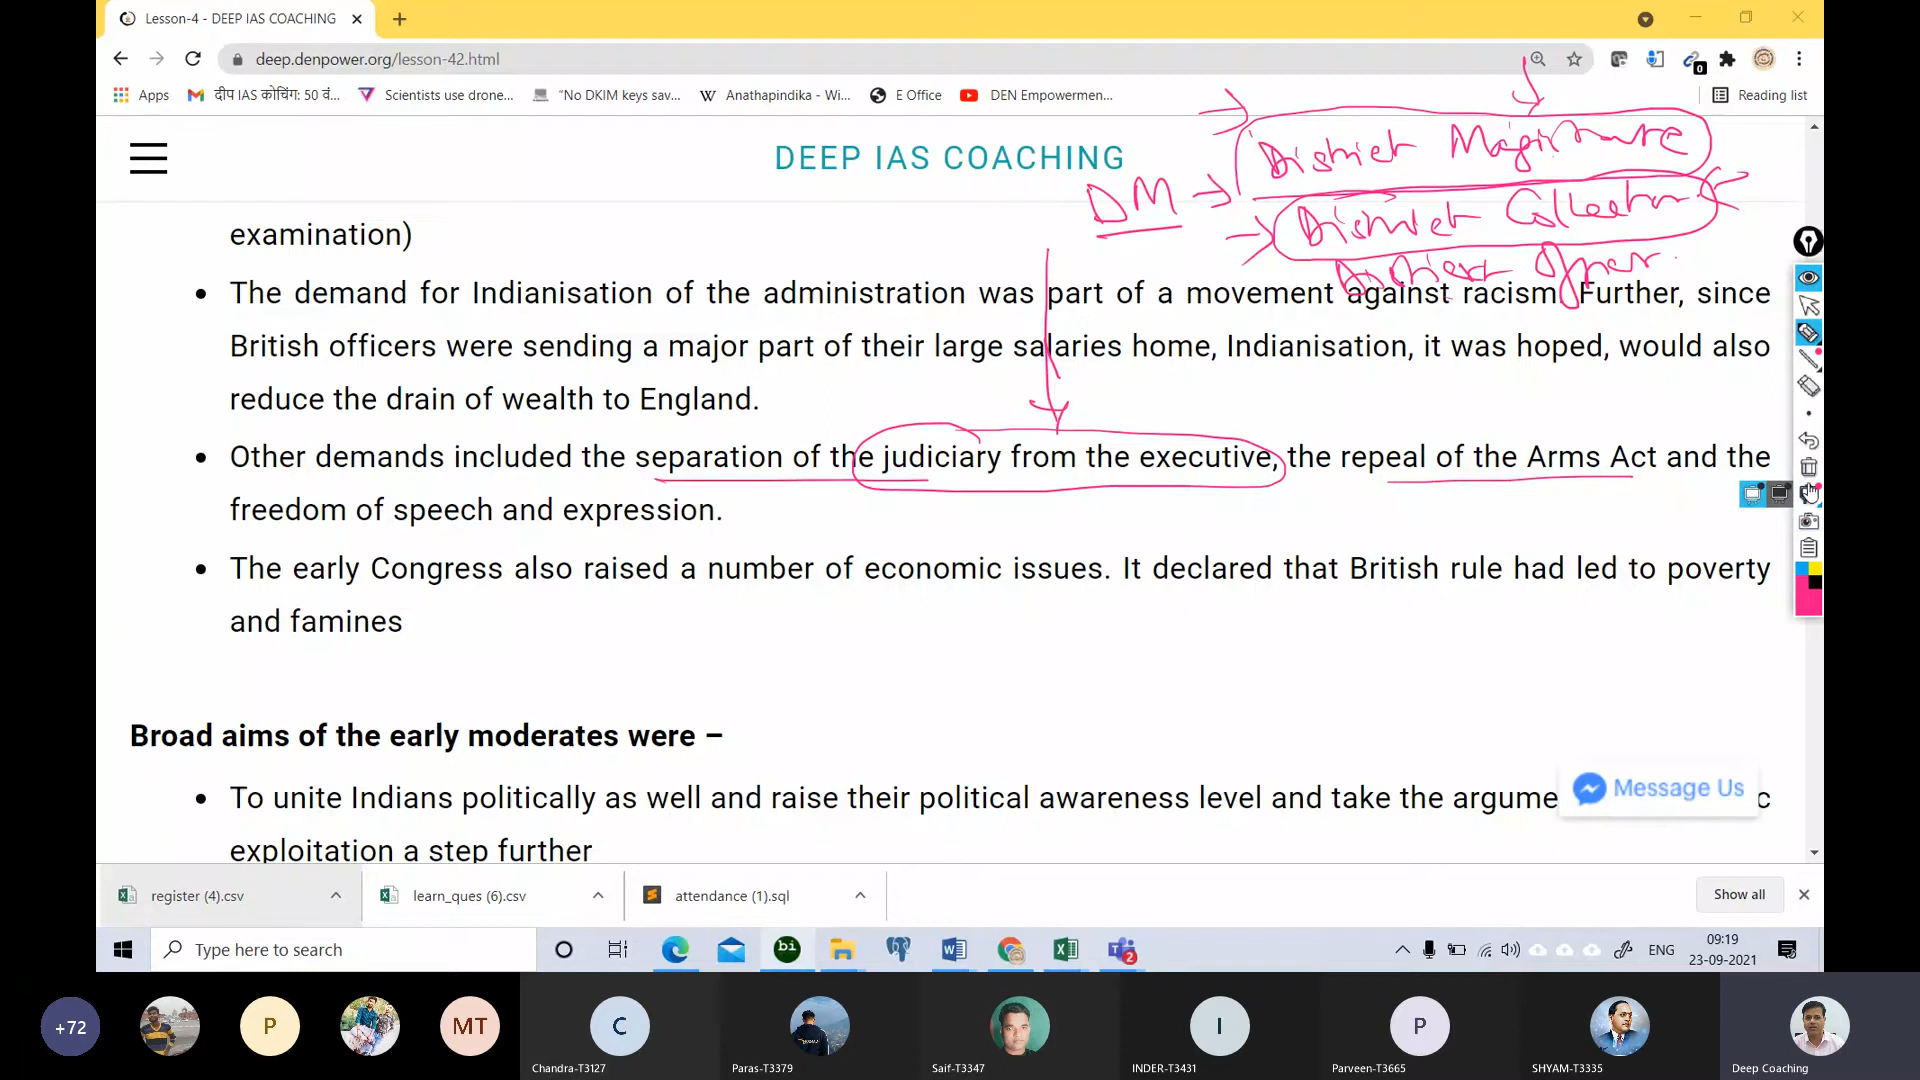 Lesson-4 - DEEP IAS COACHING
deep.denpower.org/lesson-42.html
0
Apps
दीप IAS कोचिंग: 50 वं...
Scientists use drone...
"No DKIM keys sav...
Anathapindika - Wi...
E Office
DEN Empowermen...
Reading list
DEEP IAS COACHING
District Magistrate
DM
District Collector
District Officer
examination)
The demand for Indianisation of the administration was part of a movement against racism. Further, since
British officers were sending a major part of their large salaries home, Indianisation, it was hoped, would also
reduce the drain of wealth to England.
Other demands included the separation of the judiciary from the executive, the repeal of the Arms Act and the
freedom of speech and expression.
The early Congress also raised a number of economic issues. It declared that British rule had led to poverty
and famines
Broad aims of the early moderates were –
To unite Indians politically as well and raise their political awareness level and take the argume c
exploitation a step further
Message Us
register (4).csv
learn_ques (6).csv
attendance (1).sql
Show all
Type here to search
bi
2
ENG
09:19
23-09-2021
+72
P
MT
C
I
P
Chandra-T3127
Paras-T3379
Saif-T3347
INDER-T3431
Parveen-T3665
SHYAM-T3335
Deep Coaching